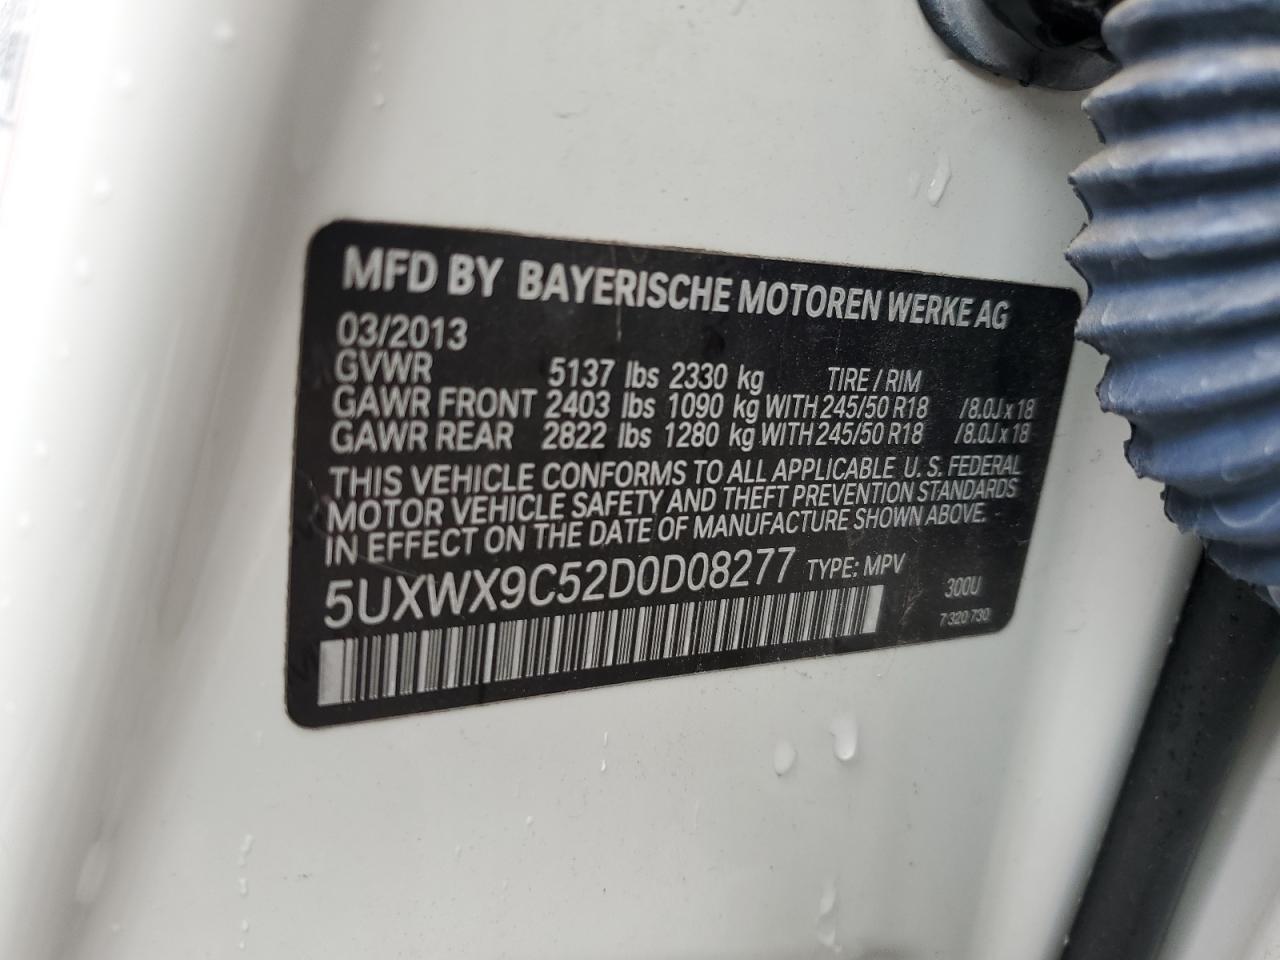 MFD BY BAYERISCHE MOTOREN WERKE AG
03/2013
GVWR 5137 lbs 2330 kg TIRE / RIM
GAWR FRONT 2403 lbs 1090 kg WITH 245/50 R18 /8.0J x 18
GAWR REAR 2822 lbs 1280 kg WITH 245/50 R18 /8.0J x 18
THIS VEHICLE CONFORMS TO ALL APPLICABLE U. S. FEDERAL
MOTOR VEHICLE SAFETY AND THEFT PREVENTION STANDARDS
IN EFFECT ON THE DATE OF MANUFACTURE SHOWN ABOVE.
5UXWX9C52D0D08277 TYPE: MPV
300U
7 320 730